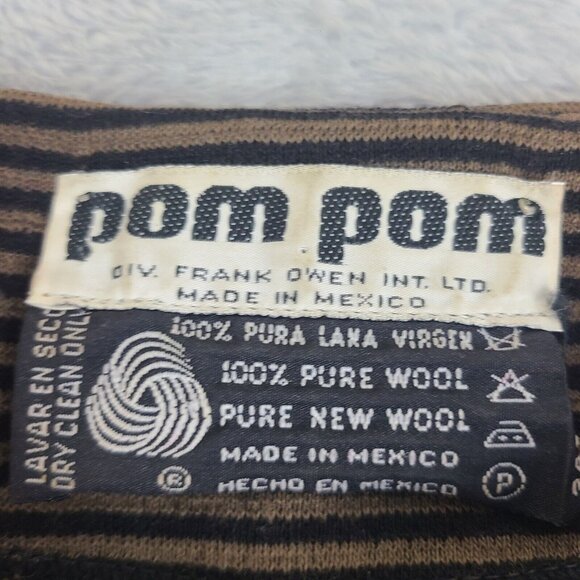 pom pom
DIV. FRANK OWEN INT. LTD.
MADE IN MEXICO
LAVAR EN SECO
DRY CLEAN ONLY
100% PURA LANA VIRGEN
100% PURE WOOL
PURE NEW WOOL
MADE IN MEXICO
HECHO EN MEXICO
®
P